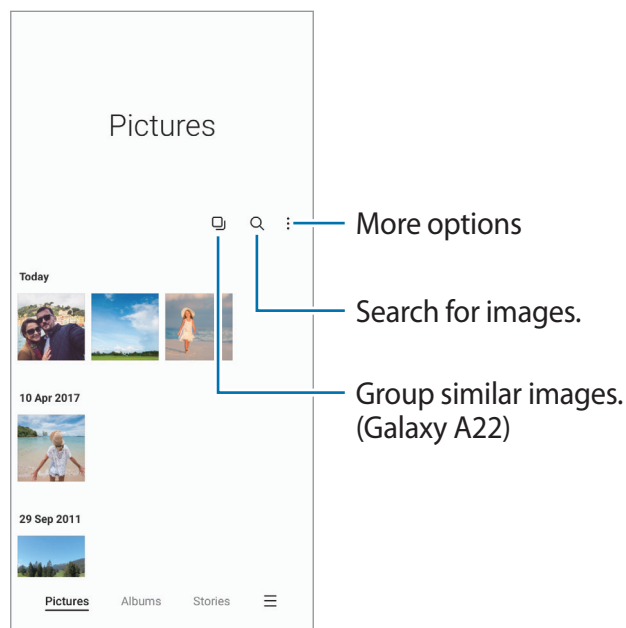 Pictures
More options
Today
Search for images.
10 Apr 2017
Group similar images.
(Galaxy A22)
29 Sep 2011
Pictures Albums Stories